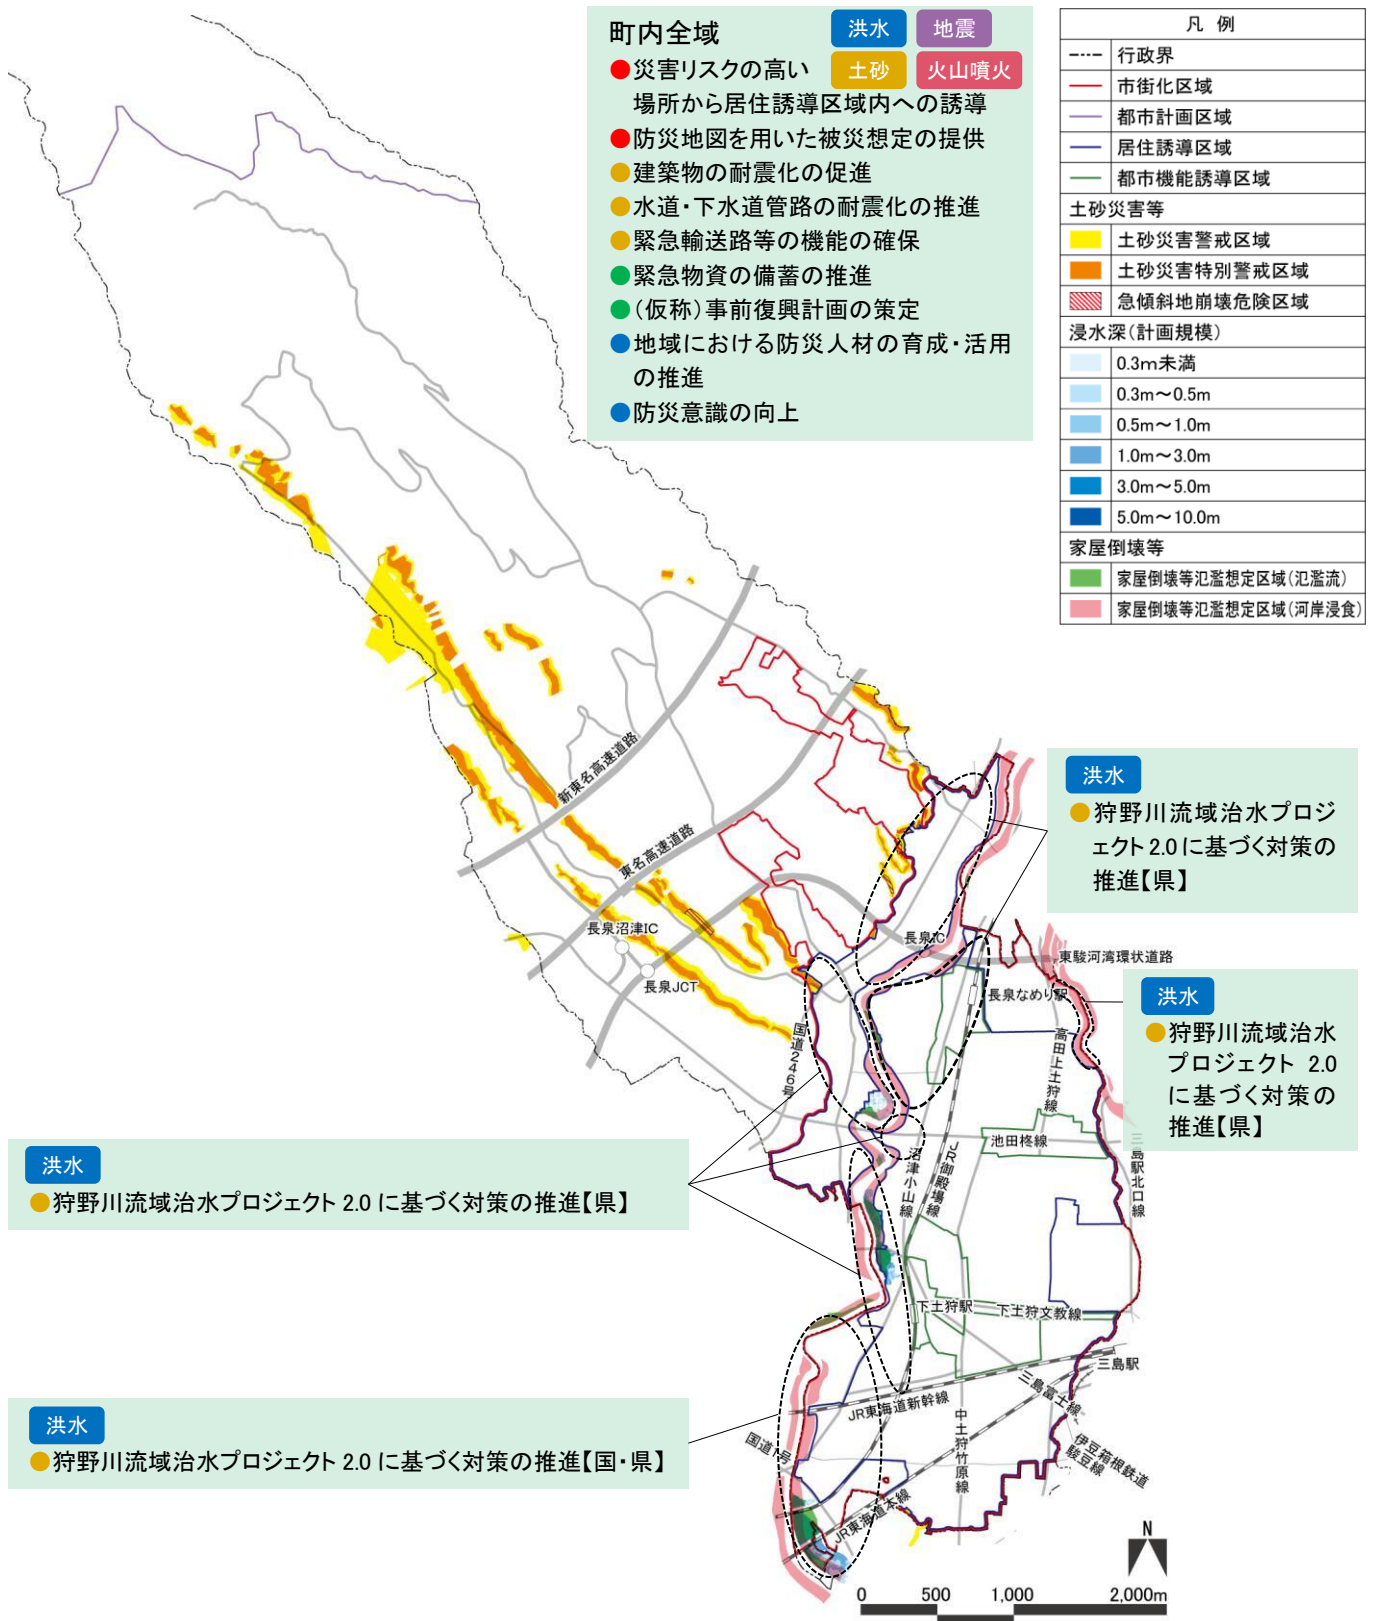 町内全域
洪水
地震
土砂
火山噴火
●災害リスクの高い
場所から居住誘導区域内への誘導
●防災地図を用いた被災想定の提供
●建築物の耐震化の促進
●水道・下水道管路の耐震化の推進
●緊急輸送路等の機能の確保
●緊急物資の備蓄の推進
●(仮称)事前復興計画の策定
●地域における防災人材の育成・活用
の推進
●防災意識の向上
凡 例
行政界
市街化区域
都市計画区域
居住誘導区域
都市機能誘導区域
土砂災害等
土砂災害警戒区域
土砂災害特別警戒区域
急傾斜地崩壊危険区域
浸水深(計画規模)
0.3m未満
0.3m～0.5m
0.5m～1.0m
1.0m～3.0m
3.0m～5.0m
5.0m～10.0m
家屋倒壊等
家屋倒壊等氾濫想定区域(氾濫流)
家屋倒壊等氾濫想定区域(河岸浸食)
新東名高速道路
東名高速道路
長泉沼津IC
長泉JCT
長泉IC
東駿河湾環状道路
長泉なめり駅
国道246号
高田上土狩線
池田柊線
三島駅北口線
沼津小山線
JR御殿場線
下土狩駅
下土狩文教線
三島駅
JR東海道新幹線
三島富士線
中土狩竹原線
国道1号
伊豆箱根鉄道
駿豆線
JR東海道本線
洪水
●狩野川流域治水プロジ
ェクト 2.0 に基づく対策の
推進【県】
洪水
●狩野川流域治水
プロジェクト 2.0
に基づく対策の
推進【県】
洪水
●狩野川流域治水プロジェクト 2.0 に基づく対策の推進【県】
洪水
●狩野川流域治水プロジェクト 2.0 に基づく対策の推進【国・県】
N
0 500 1,000 2,000m